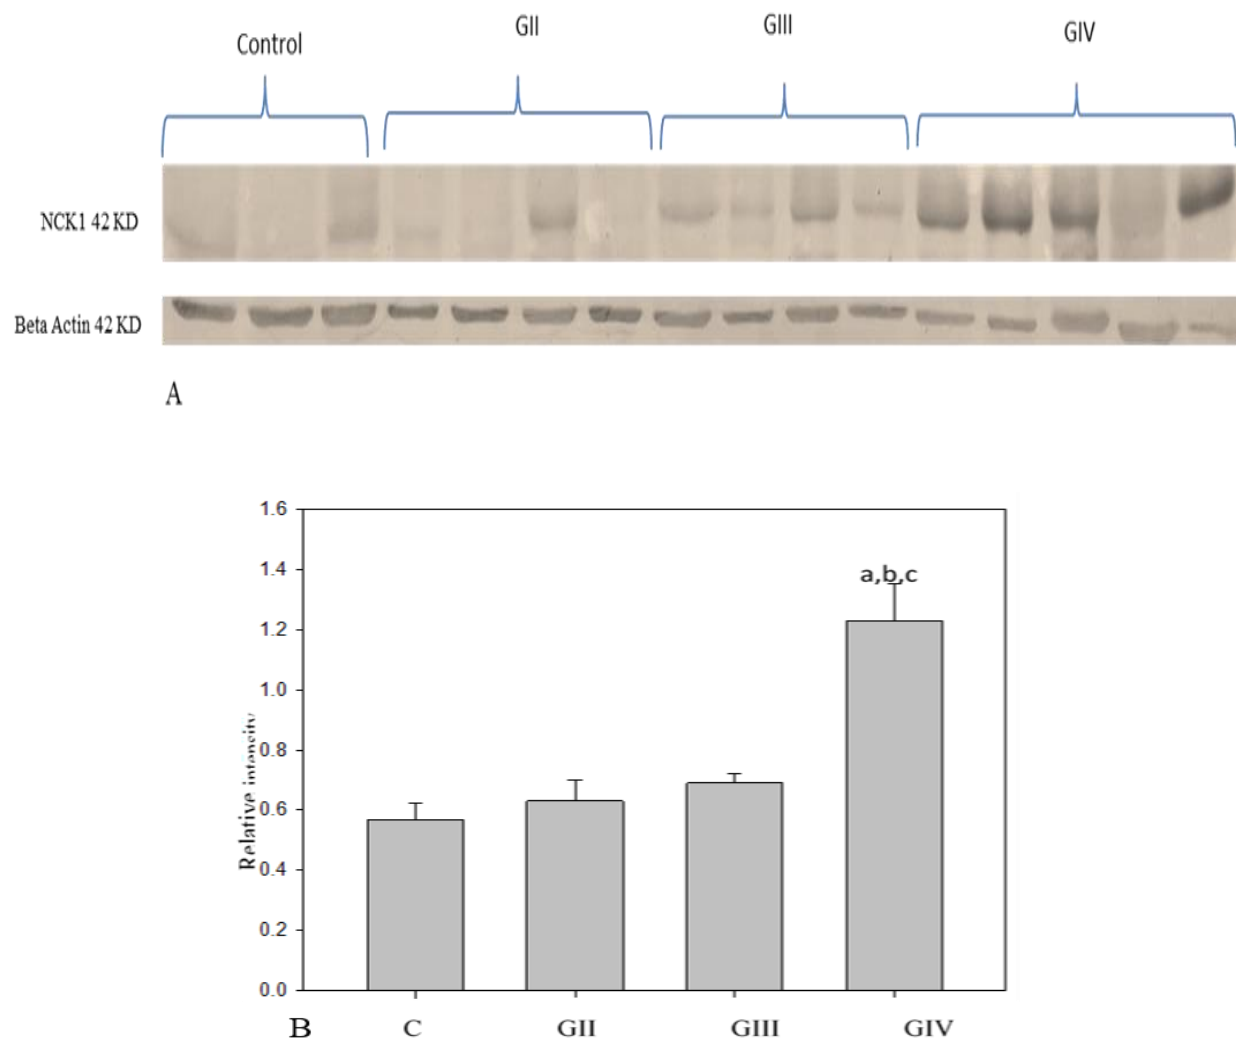 Control
GII
GIII
GIV
NCK1 42 KD
Beta Actin 42 KD
A
1.6
1.4
1.2
1.0
0.8
0.6
0.4
0.2
0.0
Relative intencity
a,b,c
B
C
GII
GIII
GIV